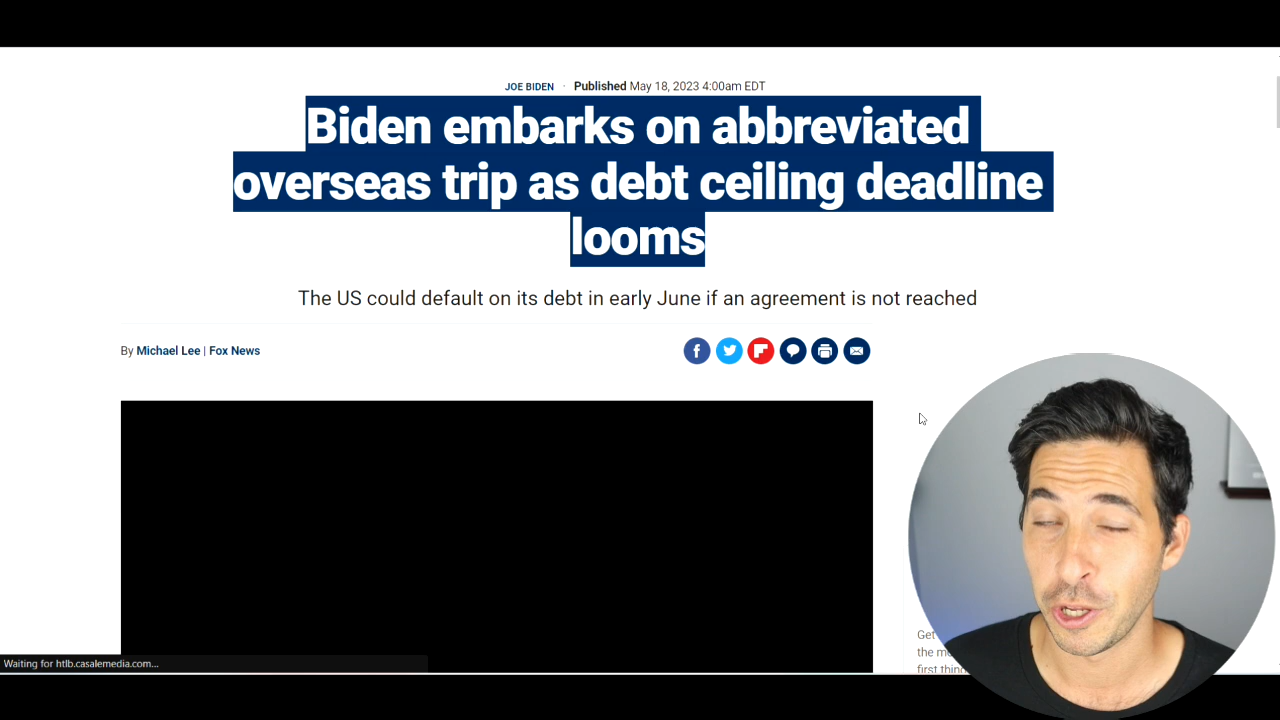 JOE BIDEN · Published May 18, 2023 4:00am EDT
Biden embarks on abbreviated
overseas trip as debt ceiling deadline
looms
The US could default on its debt in early June if an agreement is not reached
By Michael Lee | Fox News
Get
the
first thing
Waiting for htlb.casalemedia.com...